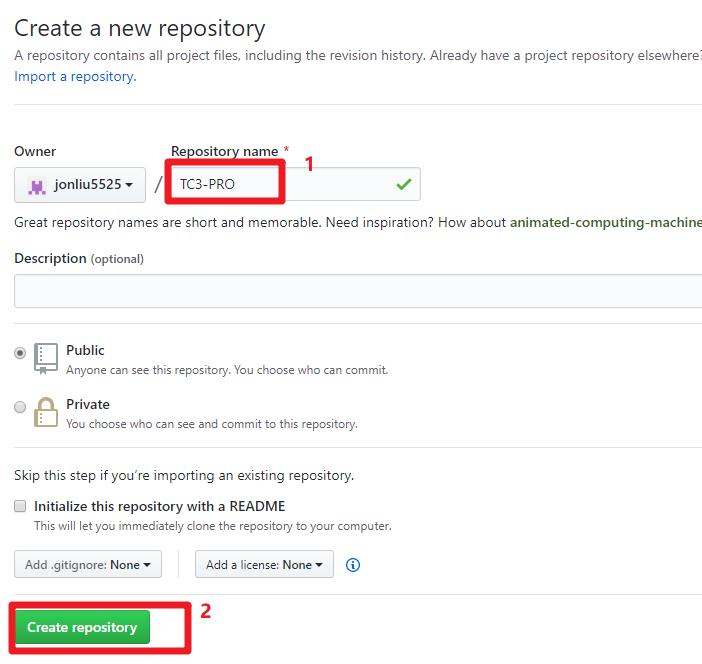 Create a new repository
A repository contains all project files, including the revision history. Already have a project repository elsewhere?
Import a repository.
Owner
Repository name *
1
jonliu5525
/
TC3-PRO
Great repository names are short and memorable. Need inspiration? How about animated-computing-machine
Description (optional)
Public
Anyone can see this repository. You choose who can commit.
Private
You choose who can see and commit to this repository.
Skip this step if you’re importing an existing repository.
Initialize this repository with a README
This will let you immediately clone the repository to your computer.
Add .gitignore: None
Add a license: None
Create repository
2